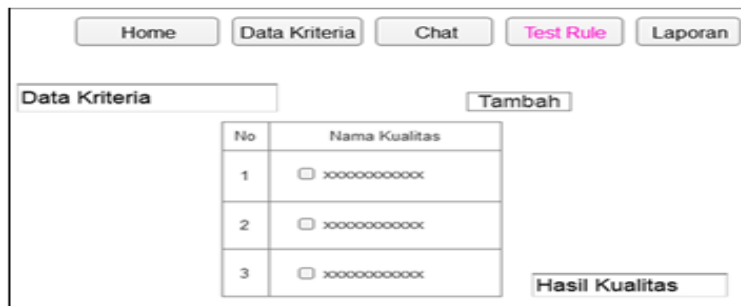 Home Data Kriteria Chat Test Rule Laporan
Data Kriteria
Tambah
No Nama Kualitas
1 xxxxxxxxxxx
2 xxxxxxxxxxx
3 xxxxxxxxxxx
Hasil Kualitas